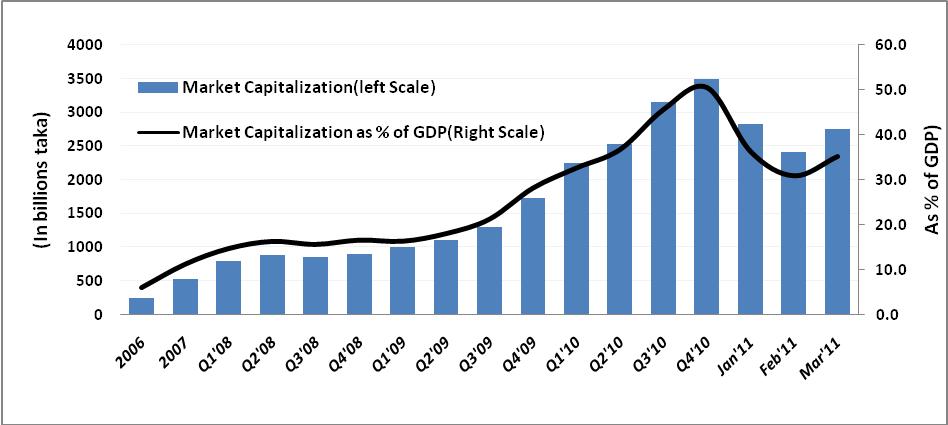 4000
3500
3000
2500
2000
1500
1000
500
0
(In billions taka)
Market Capitalization(left Scale)
Market Capitalization as % of GDP(Right Scale)
60.0
50.0
40.0
30.0
20.0
10.0
0.0
As % of GDP)
2006
2007
Q1'08
Q2'08
Q3'08
Q4'08
Q1'09
Q2'09
Q3'09
Q4'09
Q1'10
Q2'10
Q3'10
Q4'10
Jan'11
Feb'11
Mar'11